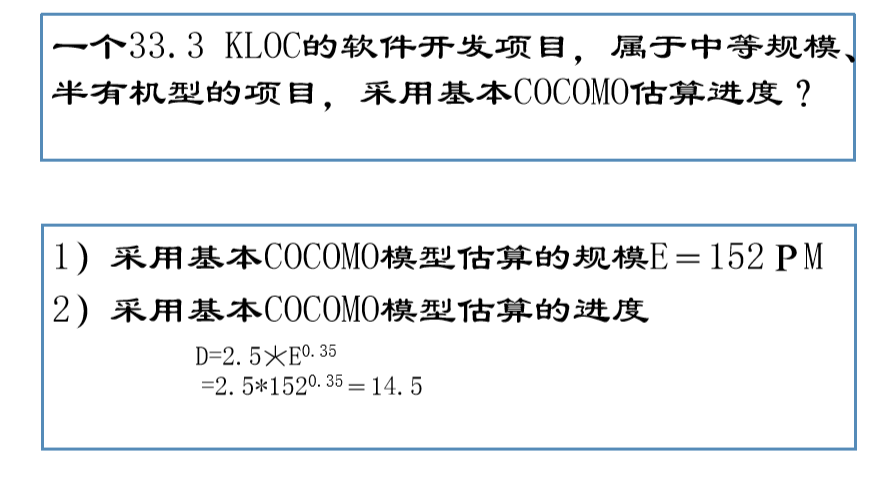 一个33.3 KLOC的软件开发项目，属于中等规模、
半有机型的项目，采用基本COCOMO估算进度？
1）采用基本COCOMO模型估算的规模E＝152 PM
2）采用基本COCOMO模型估算的进度
D=2.5＊E^0.35
=2.5*152^0.35＝14.5